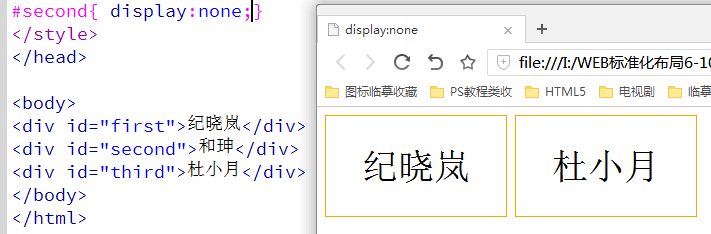 #second{ display:none;}
</style>
</head>
<body>
<div id="first">纪晓岚</div>
<div id="second">和珅</div>
<div id="third">杜小月</div>
</body>
</html>
display:none
file:///I:/WEB标准化布局6-10
图标临摹收藏 PS教程类收 HTML5 电视剧 临摹
纪晓岚 杜小月